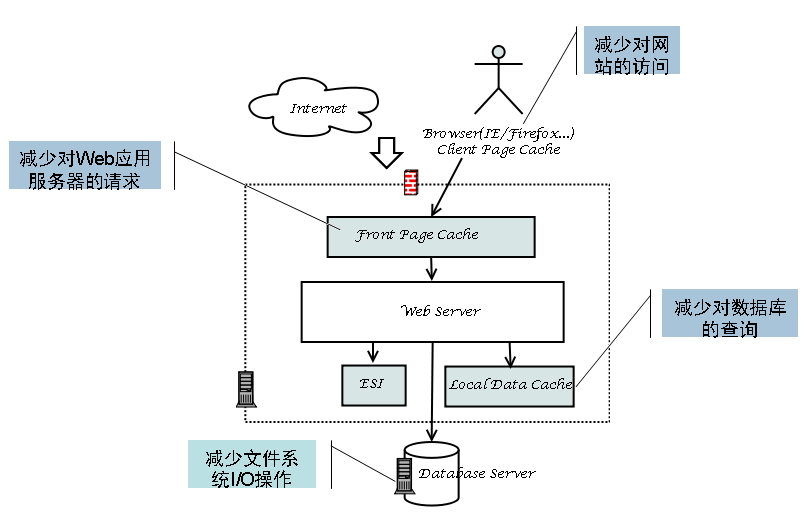 减少对网
站的访问
Internet
Browser(IE/Firefox...)
Client Page Cache
减少对Web应用
服务器的请求
Front Page Cache
Web Server
减少对数据库
的查询
ESI
Local Data Cache
减少文件系
统I/O操作
Database Server